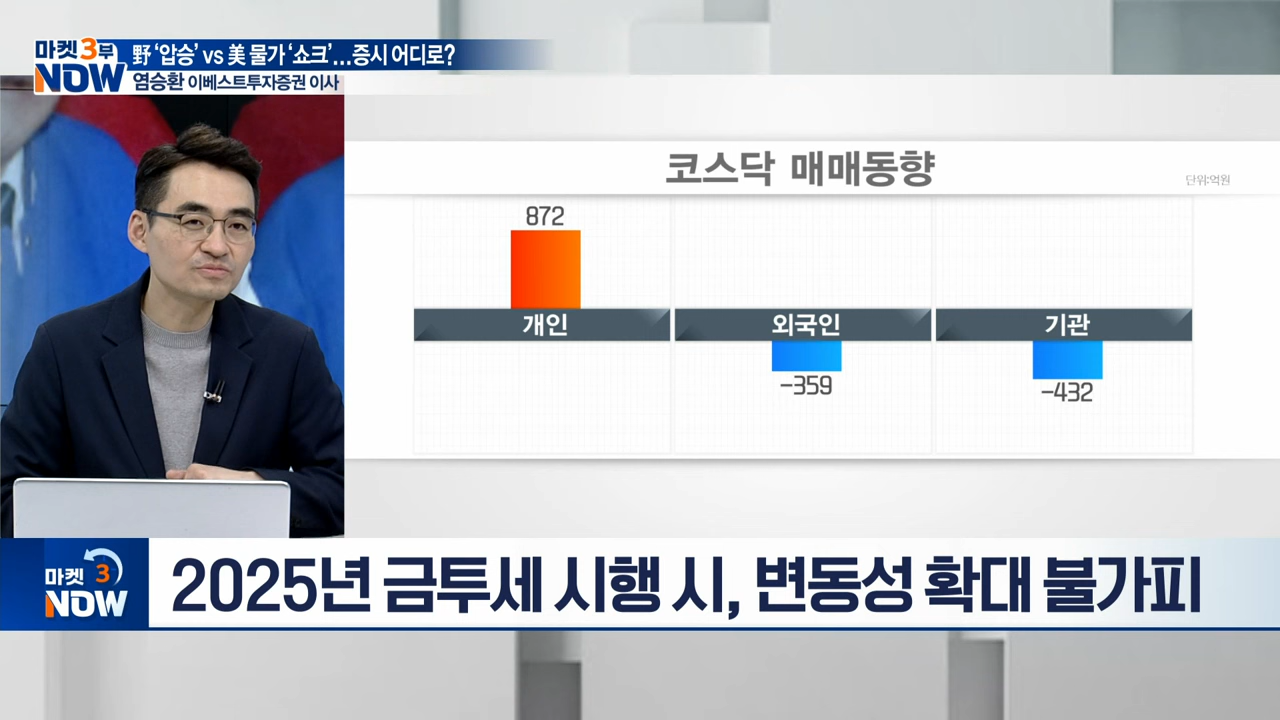 마켓 3부
NOW
野 ‘압승’ vs 美 물가 ‘쇼크’...증시 어디로?
염승환 이베스트투자증권 이사
코스닥 매매동향
단위:억원
872
개인
외국인
기관
-359
-432
마켓 3
NOW
2025년 금투세 시행 시, 변동성 확대 불가피